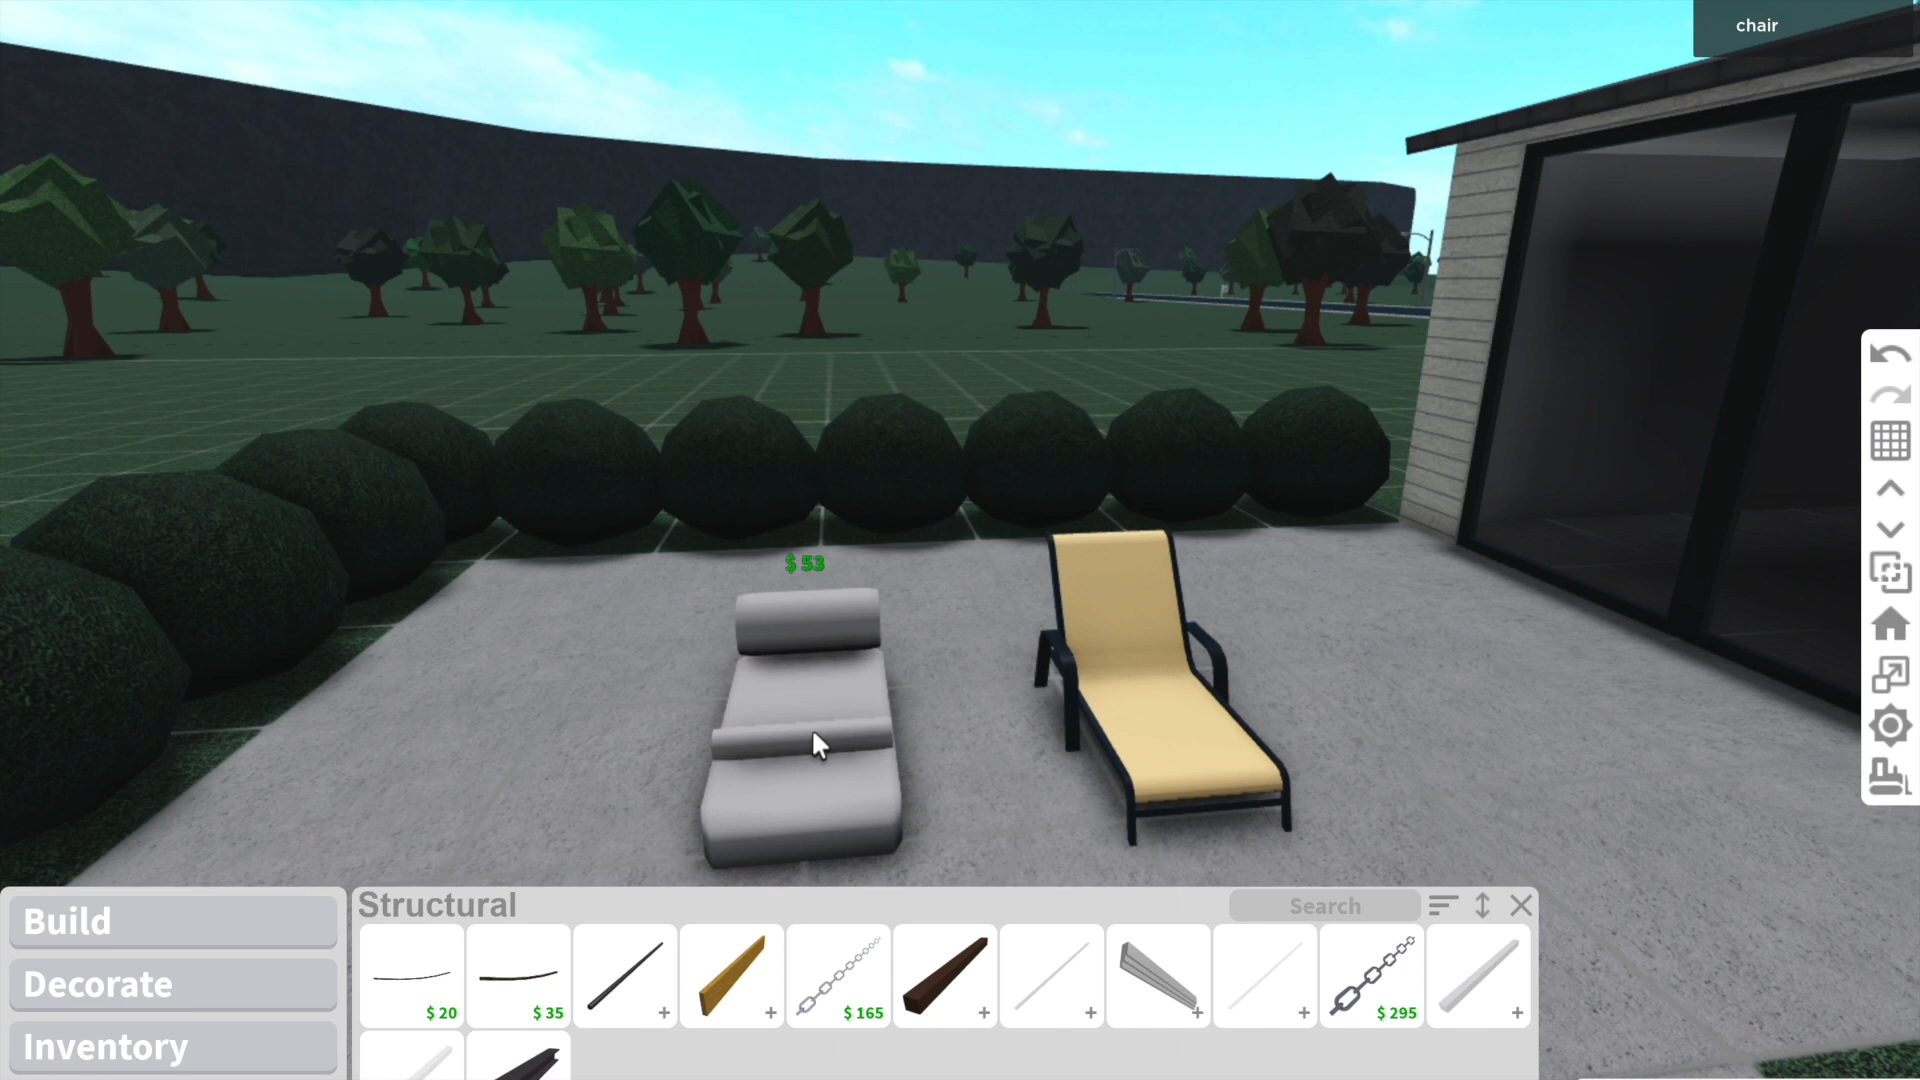 chair
$ 53
Build
Decorate
Inventory
Structural
Search
$ 20
$ 35
+
+
$ 165
+
+
+
+
$ 295
+